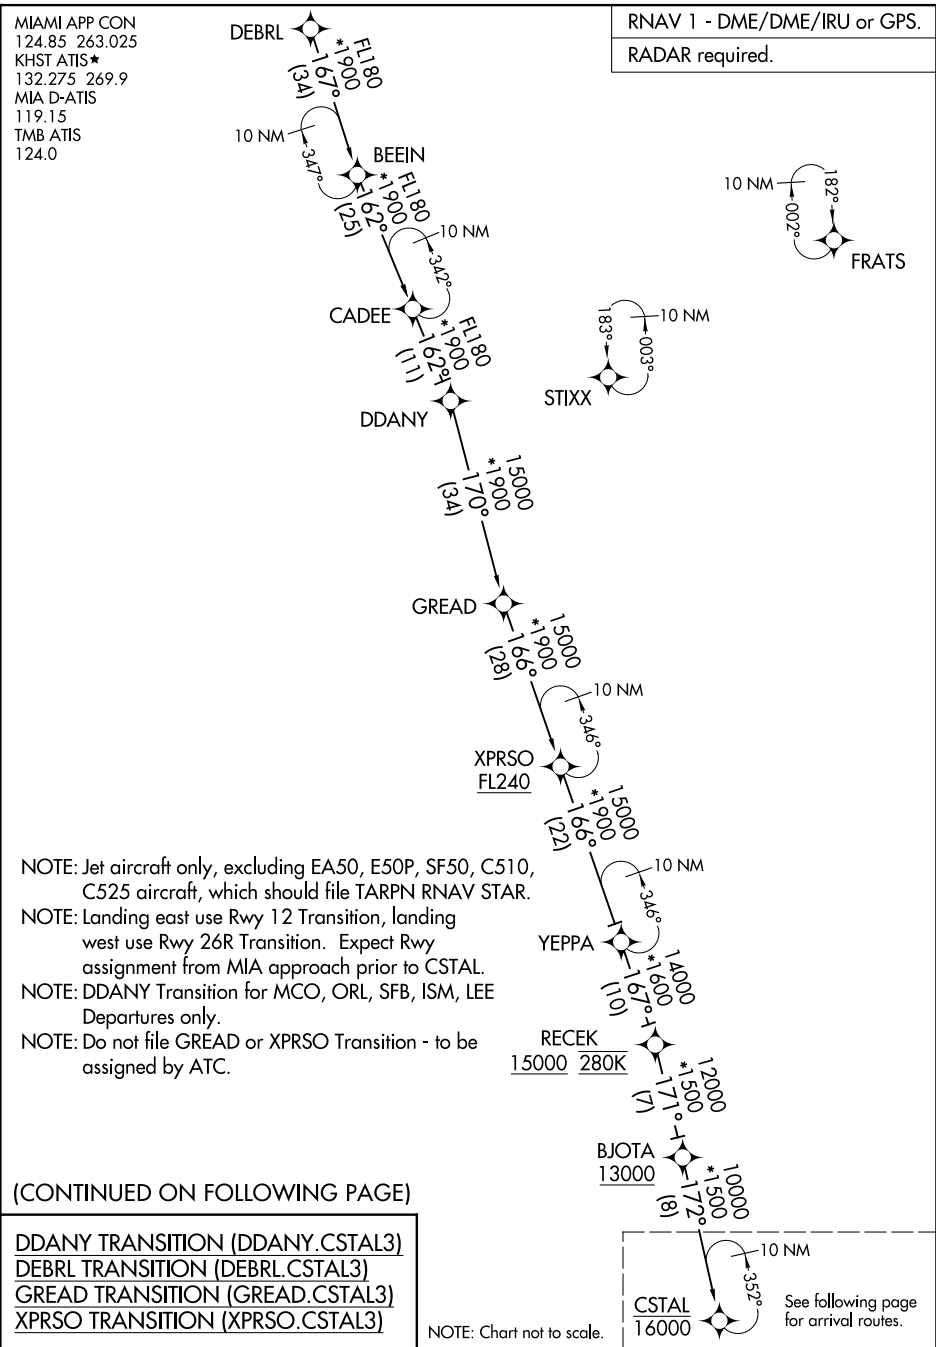 MIAMI APP CON
124.85 263.025
KHST ATIS★
132.275 269.9
MIA D-ATIS
119.15
TMB ATIS
124.0
RNAV 1 - DME/DME/IRU or GPS.
RADAR required.
DEBRL
FL180
*1900
167°
(34)
10 NM
347°
BEEIN
FL180
*1900
162°
(25)
10 NM
342°
CADEE
FL180
*1900
162°
(11)
DDANY
10 NM
182°
002°
FRATS
10 NM
183°
003°
STIXX
15000
*1900
170°
(34)
GREAD
15000
*1900
166°
(28)
10 NM
346°
XPRSO
FL240
15000
*1900
166°
(22)
10 NM
346°
YEPPA
14000
*1600
167°
(10)
RECEK
15000 280K
12000
*1500
171°
(7)
BJOTA
13000
10000
*1500
172°
(8)
10 NM
352°
CSTAL
16000
See following page
for arrival routes.
NOTE: Jet aircraft only, excluding EA50, E50P, SF50, C510,
C525 aircraft, which should file TARPN RNAV STAR.
NOTE: Landing east use Rwy 12 Transition, landing
west use Rwy 26R Transition. Expect Rwy
assignment from MIA approach prior to CSTAL.
NOTE: DDANY Transition for MCO, ORL, SFB, ISM, LEE
Departures only.
NOTE: Do not file GREAD or XPRSO Transition - to be
assigned by ATC.
(CONTINUED ON FOLLOWING PAGE)
DDANY TRANSITION (DDANY.CSTAL3)
DEBRL TRANSITION (DEBRL.CSTAL3)
GREAD TRANSITION (GREAD.CSTAL3)
XPRSO TRANSITION (XPRSO.CSTAL3)
NOTE: Chart not to scale.